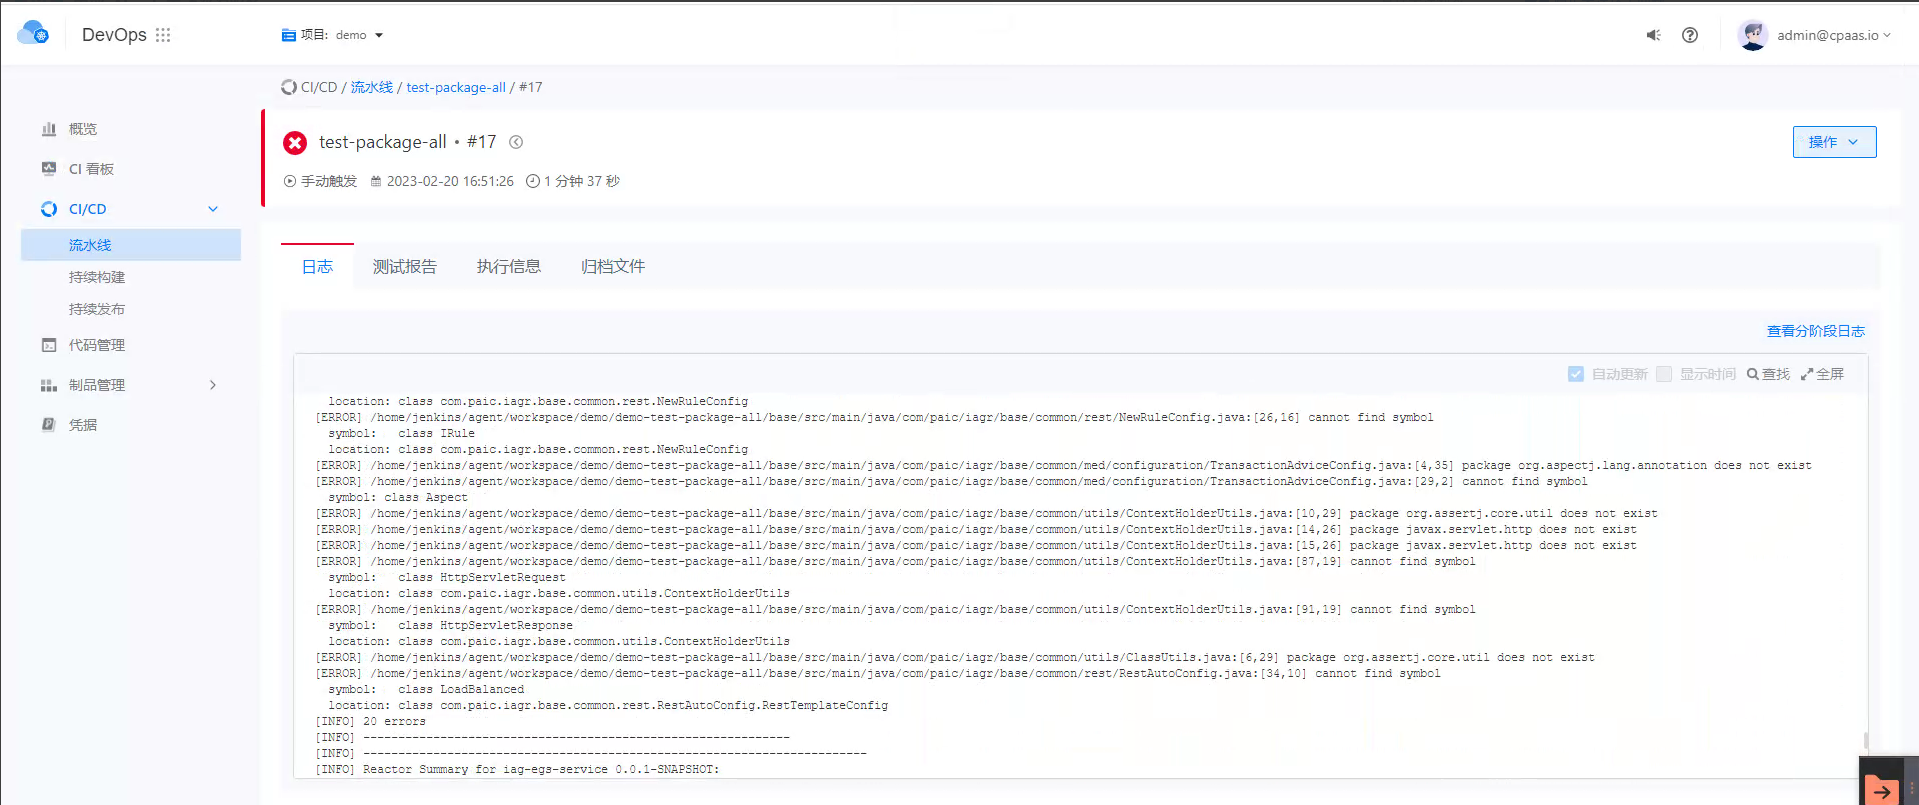 DevOps
项目: demo
admin@cpaas.io
CI/CD / 流水线 / test-package-all / #17
概览
CI 看板
CI/CD
流水线
持续构建
持续发布
代码管理
制品管理
凭据
test-package-all • #17
操作
手动触发 2023-02-20 16:51:26 1 分钟 37 秒
日志 测试报告 执行信息 归档文件
查看分阶段日志
自动更新 显示时间 查找 全屏
location: class com.paic.iagr.base.common.rest.NewRuleConfig
[ERROR] /home/jenkins/agent/workspace/demo/demo-test-package-all/base/src/main/java/com/paic/iagr/base/common/rest/NewRuleConfig.java:[26,16] cannot find symbol
symbol:   class IRule
location: class com.paic.iagr.base.common.rest.NewRuleConfig
[ERROR] /home/jenkins/agent/workspace/demo/demo-test-package-all/base/src/main/java/com/paic/iagr/base/common/med/configuration/TransactionAdviceConfig.java:[4,35] package org.aspectj.lang.annotation does not exist
[ERROR] /home/jenkins/agent/workspace/demo/demo-test-package-all/base/src/main/java/com/paic/iagr/base/common/med/configuration/TransactionAdviceConfig.java:[29,2] cannot find symbol
symbol: class Aspect
[ERROR] /home/jenkins/agent/workspace/demo/demo-test-package-all/base/src/main/java/com/paic/iagr/base/common/utils/ContextHolderUtils.java:[10,29] package org.assertj.core.util does not exist
[ERROR] /home/jenkins/agent/workspace/demo/demo-test-package-all/base/src/main/java/com/paic/iagr/base/common/utils/ContextHolderUtils.java:[14,26] package javax.servlet.http does not exist
[ERROR] /home/jenkins/agent/workspace/demo/demo-test-package-all/base/src/main/java/com/paic/iagr/base/common/utils/ContextHolderUtils.java:[15,26] package javax.servlet.http does not exist
[ERROR] /home/jenkins/agent/workspace/demo/demo-test-package-all/base/src/main/java/com/paic/iagr/base/common/utils/ContextHolderUtils.java:[87,19] cannot find symbol
symbol:   class HttpServletRequest
location: class com.paic.iagr.base.common.utils.ContextHolderUtils
[ERROR] /home/jenkins/agent/workspace/demo/demo-test-package-all/base/src/main/java/com/paic/iagr/base/common/utils/ContextHolderUtils.java:[91,19] cannot find symbol
symbol:   class HttpServletResponse
location: class com.paic.iagr.base.common.utils.ContextHolderUtils
[ERROR] /home/jenkins/agent/workspace/demo/demo-test-package-all/base/src/main/java/com/paic/iagr/base/common/utils/ClassUtils.java:[6,29] package org.assertj.core.util does not exist
[ERROR] /home/jenkins/agent/workspace/demo/demo-test-package-all/base/src/main/java/com/paic/iagr/base/common/rest/RestAutoConfig.java:[34,10] cannot find symbol
symbol:   class LoadBalanced
location: class com.paic.iagr.base.common.rest.RestAutoConfig.RestTemplateConfig
[INFO] 20 errors
[INFO] -------------------------------------------------------------
[INFO] ------------------------------------------------------------------------
[INFO] Reactor Summary for iag-egs-service 0.0.1-SNAPSHOT: